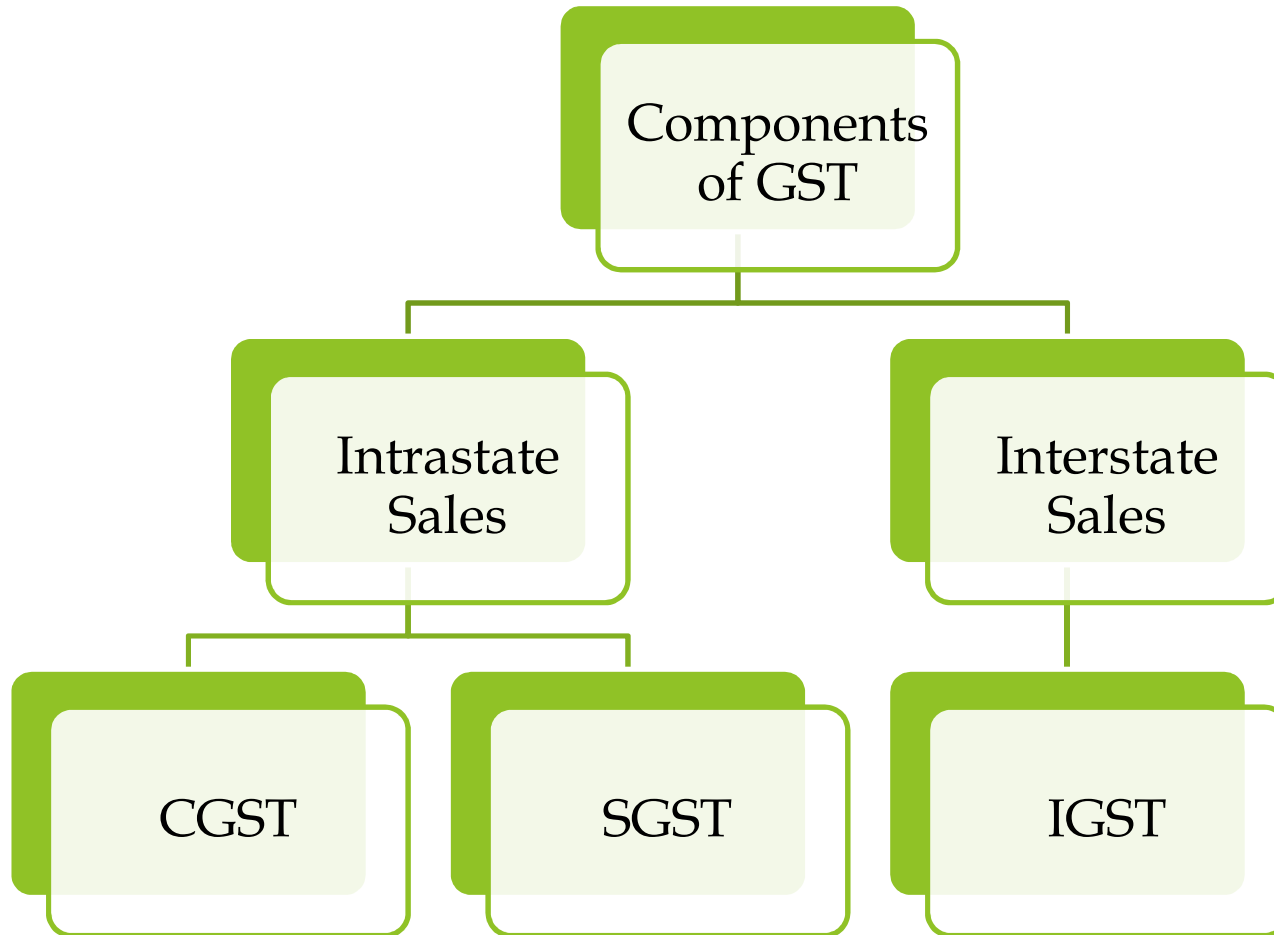 Components
of GST
Intrastate
Sales
Interstate
Sales
CGST
SGST
IGST